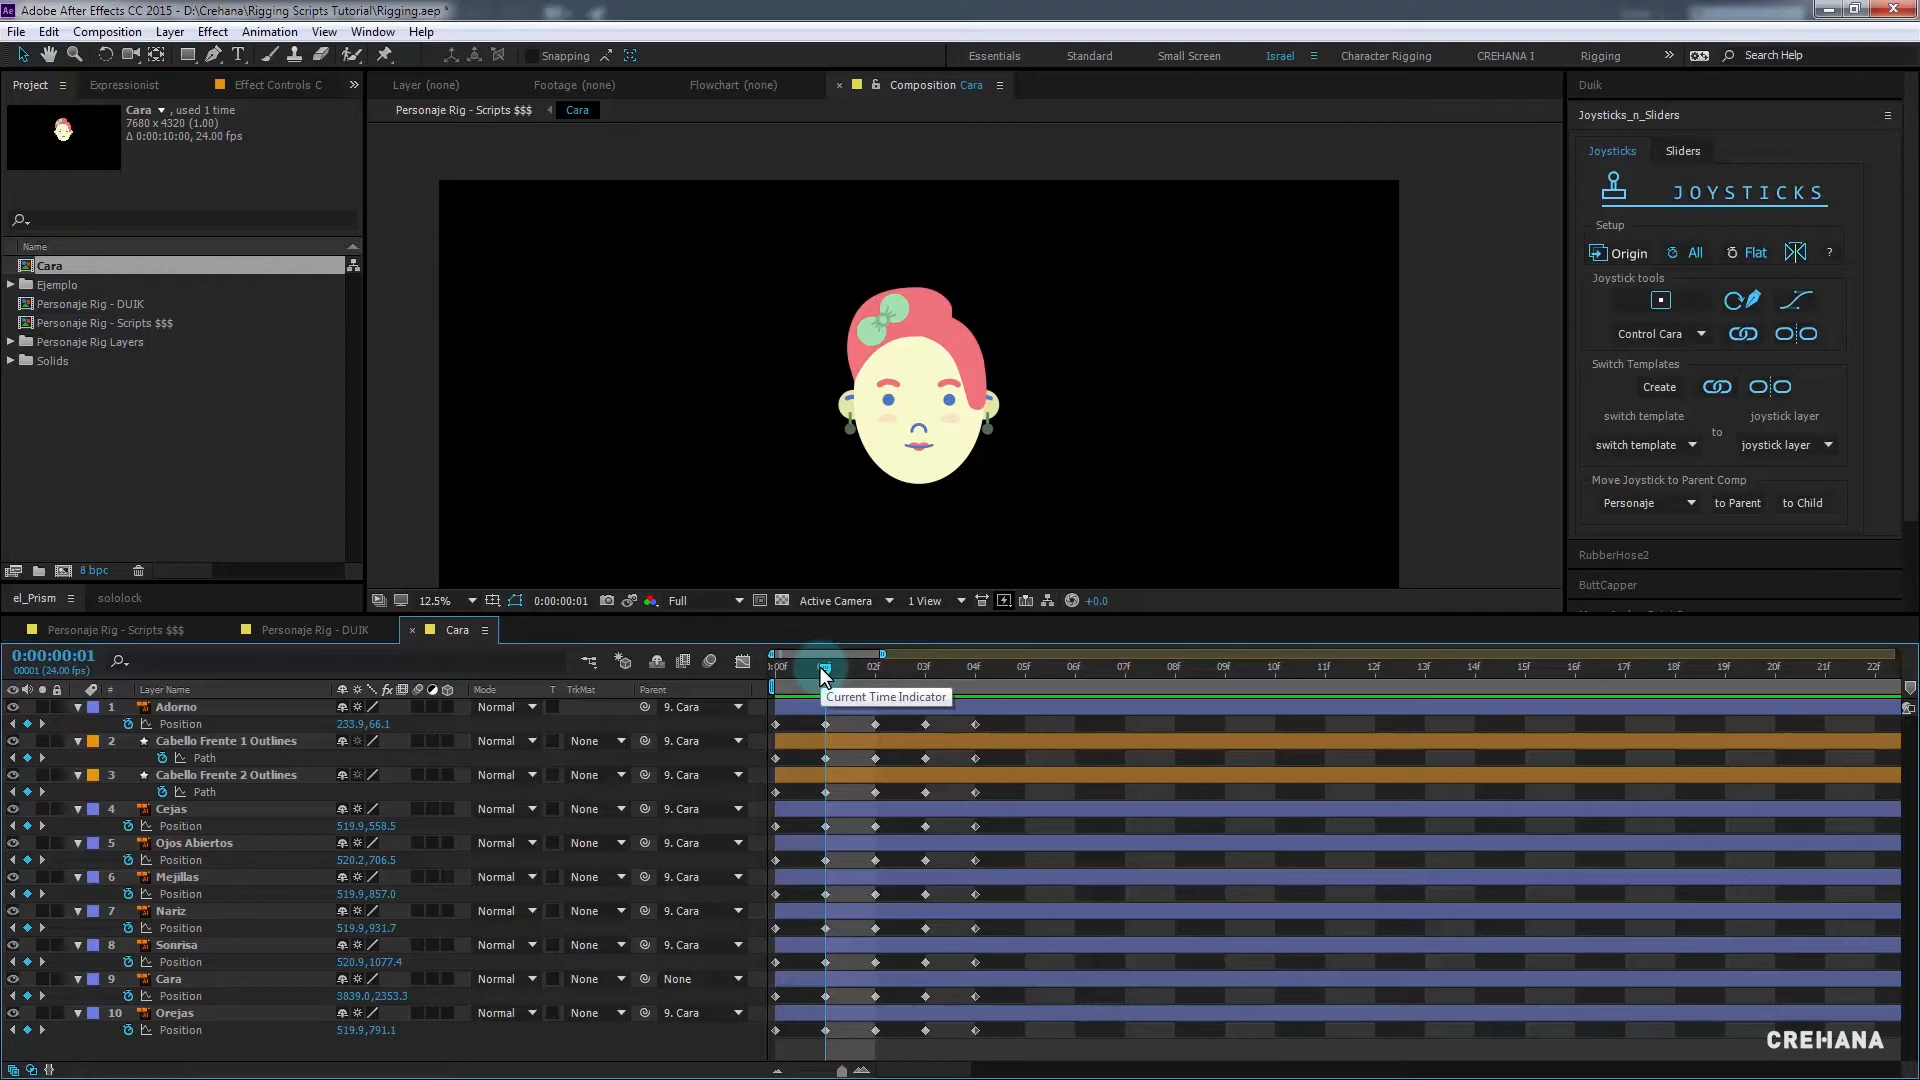 Adobe After Effects CC 2015 - D:\Crehana\Rigging Scripts Tutorial\Rigging.aep *
File Edit Composition Layer Effect Animation View Window Help
Snapping Essentials Standard Small Screen Israel Character Rigging CREHANA I Rigging Search Help
Project Expressionist Effect Controls C
Layer (none) Footage (none) Flowchart (none) Composition Cara
Duik
Cara , used 1 time
7680 x 4320 (1.00)
Δ 0:00:10:00, 24.00 fps
Personaje Rig - Scripts $$$ Cara
Joysticks_n_Sliders
Joysticks Sliders
JOYSTICKS
Setup
Origin All Flat ?
Joystick tools
Control Cara
Switch Templates
Create
switch template joystick layer
to
switch template joystick layer
Move Joystick to Parent Comp
Personaje to Parent to Child
RubberHose2
ButtCapper
Name
Cara
Ejemplo
Personaje Rig - DUIK
Personaje Rig - Scripts $$$
Personaje Rig Layers
Solids
8 bpc
el_Prism sololock
12.5% 0:00:00:01 Full Active Camera 1 View +0.0
Personaje Rig - Scripts $$$ Personaje Rig - DUIK Cara
0:00:00:01
00001 (24.00 fps)
02f 03f 04f 05f 06f 07f 08f 09f 10f 11f 12f 13f 14f 15f 16f 17f 18f 19f 20f 21f 22f
# Layer Name fx Mode T TrkMat Parent
Current Time Indicator
1 Adorno Normal 9. Cara
Position 233.9,66.1
2 Cabello Frente 1 Outlines Normal None 9. Cara
Path
3 Cabello Frente 2 Outlines Normal None 9. Cara
Path
4 Cejas Normal None 9. Cara
Position 519.9,558.5
5 Ojos Abiertos Normal None 9. Cara
Position 520.2,706.5
6 Mejillas Normal None 9. Cara
Position 519.9,857.0
7 Nariz Normal None 9. Cara
Position 519.9,931.7
8 Sonrisa Normal None 9. Cara
Position 520.9,1077.4
9 Cara Normal None None
Position 3839.0,2353.3
10 Orejas Normal None 9. Cara
Position 519.9,791.1
CREHANA